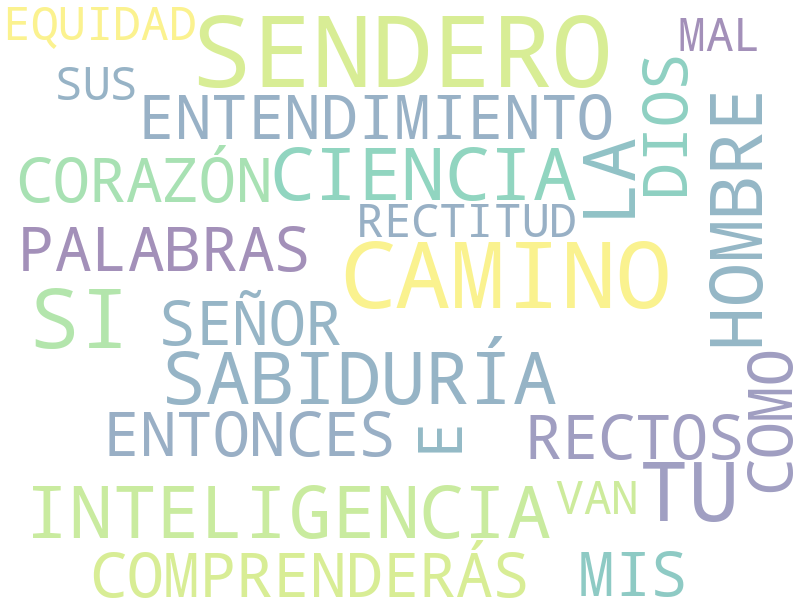 EQUIDAD
SENDERO
MAL
SUS
ENTENDIMIENTO
DIOS
LA
HOMBRE
CORAZÓN
CIENCIA
RECTITUD
PALABRAS
CAMINO
SI
SEÑOR
SABIDURÍA
COMO
ENTONCES
E
RECTOS
TU
INTELIGENCIA
VAN
COMPRENDERÁS
MIS